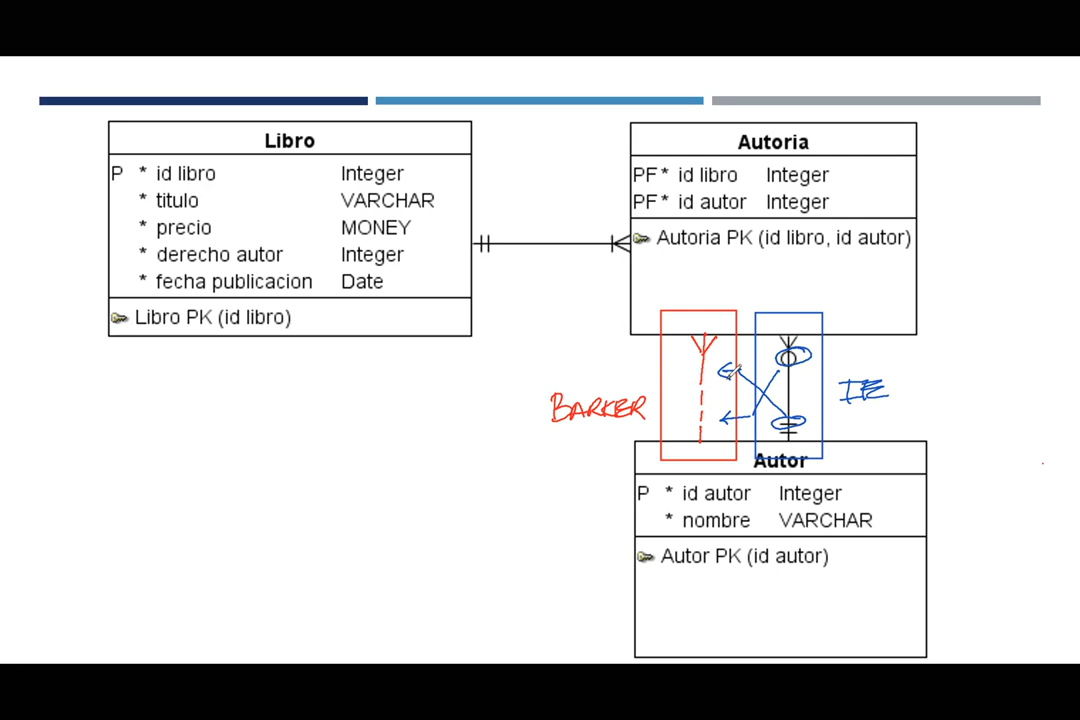 Libro
P * id libro Integer
* titulo VARCHAR
* precio MONEY
* derecho autor Integer
* fecha publicacion Date
Libro PK (id libro)
Autoria
PF* id libro Integer
PF* id autor Integer
Autoria PK (id libro, id autor)
BARKER
IE
Autor
P * id autor Integer
* nombre VARCHAR
Autor PK (id autor)